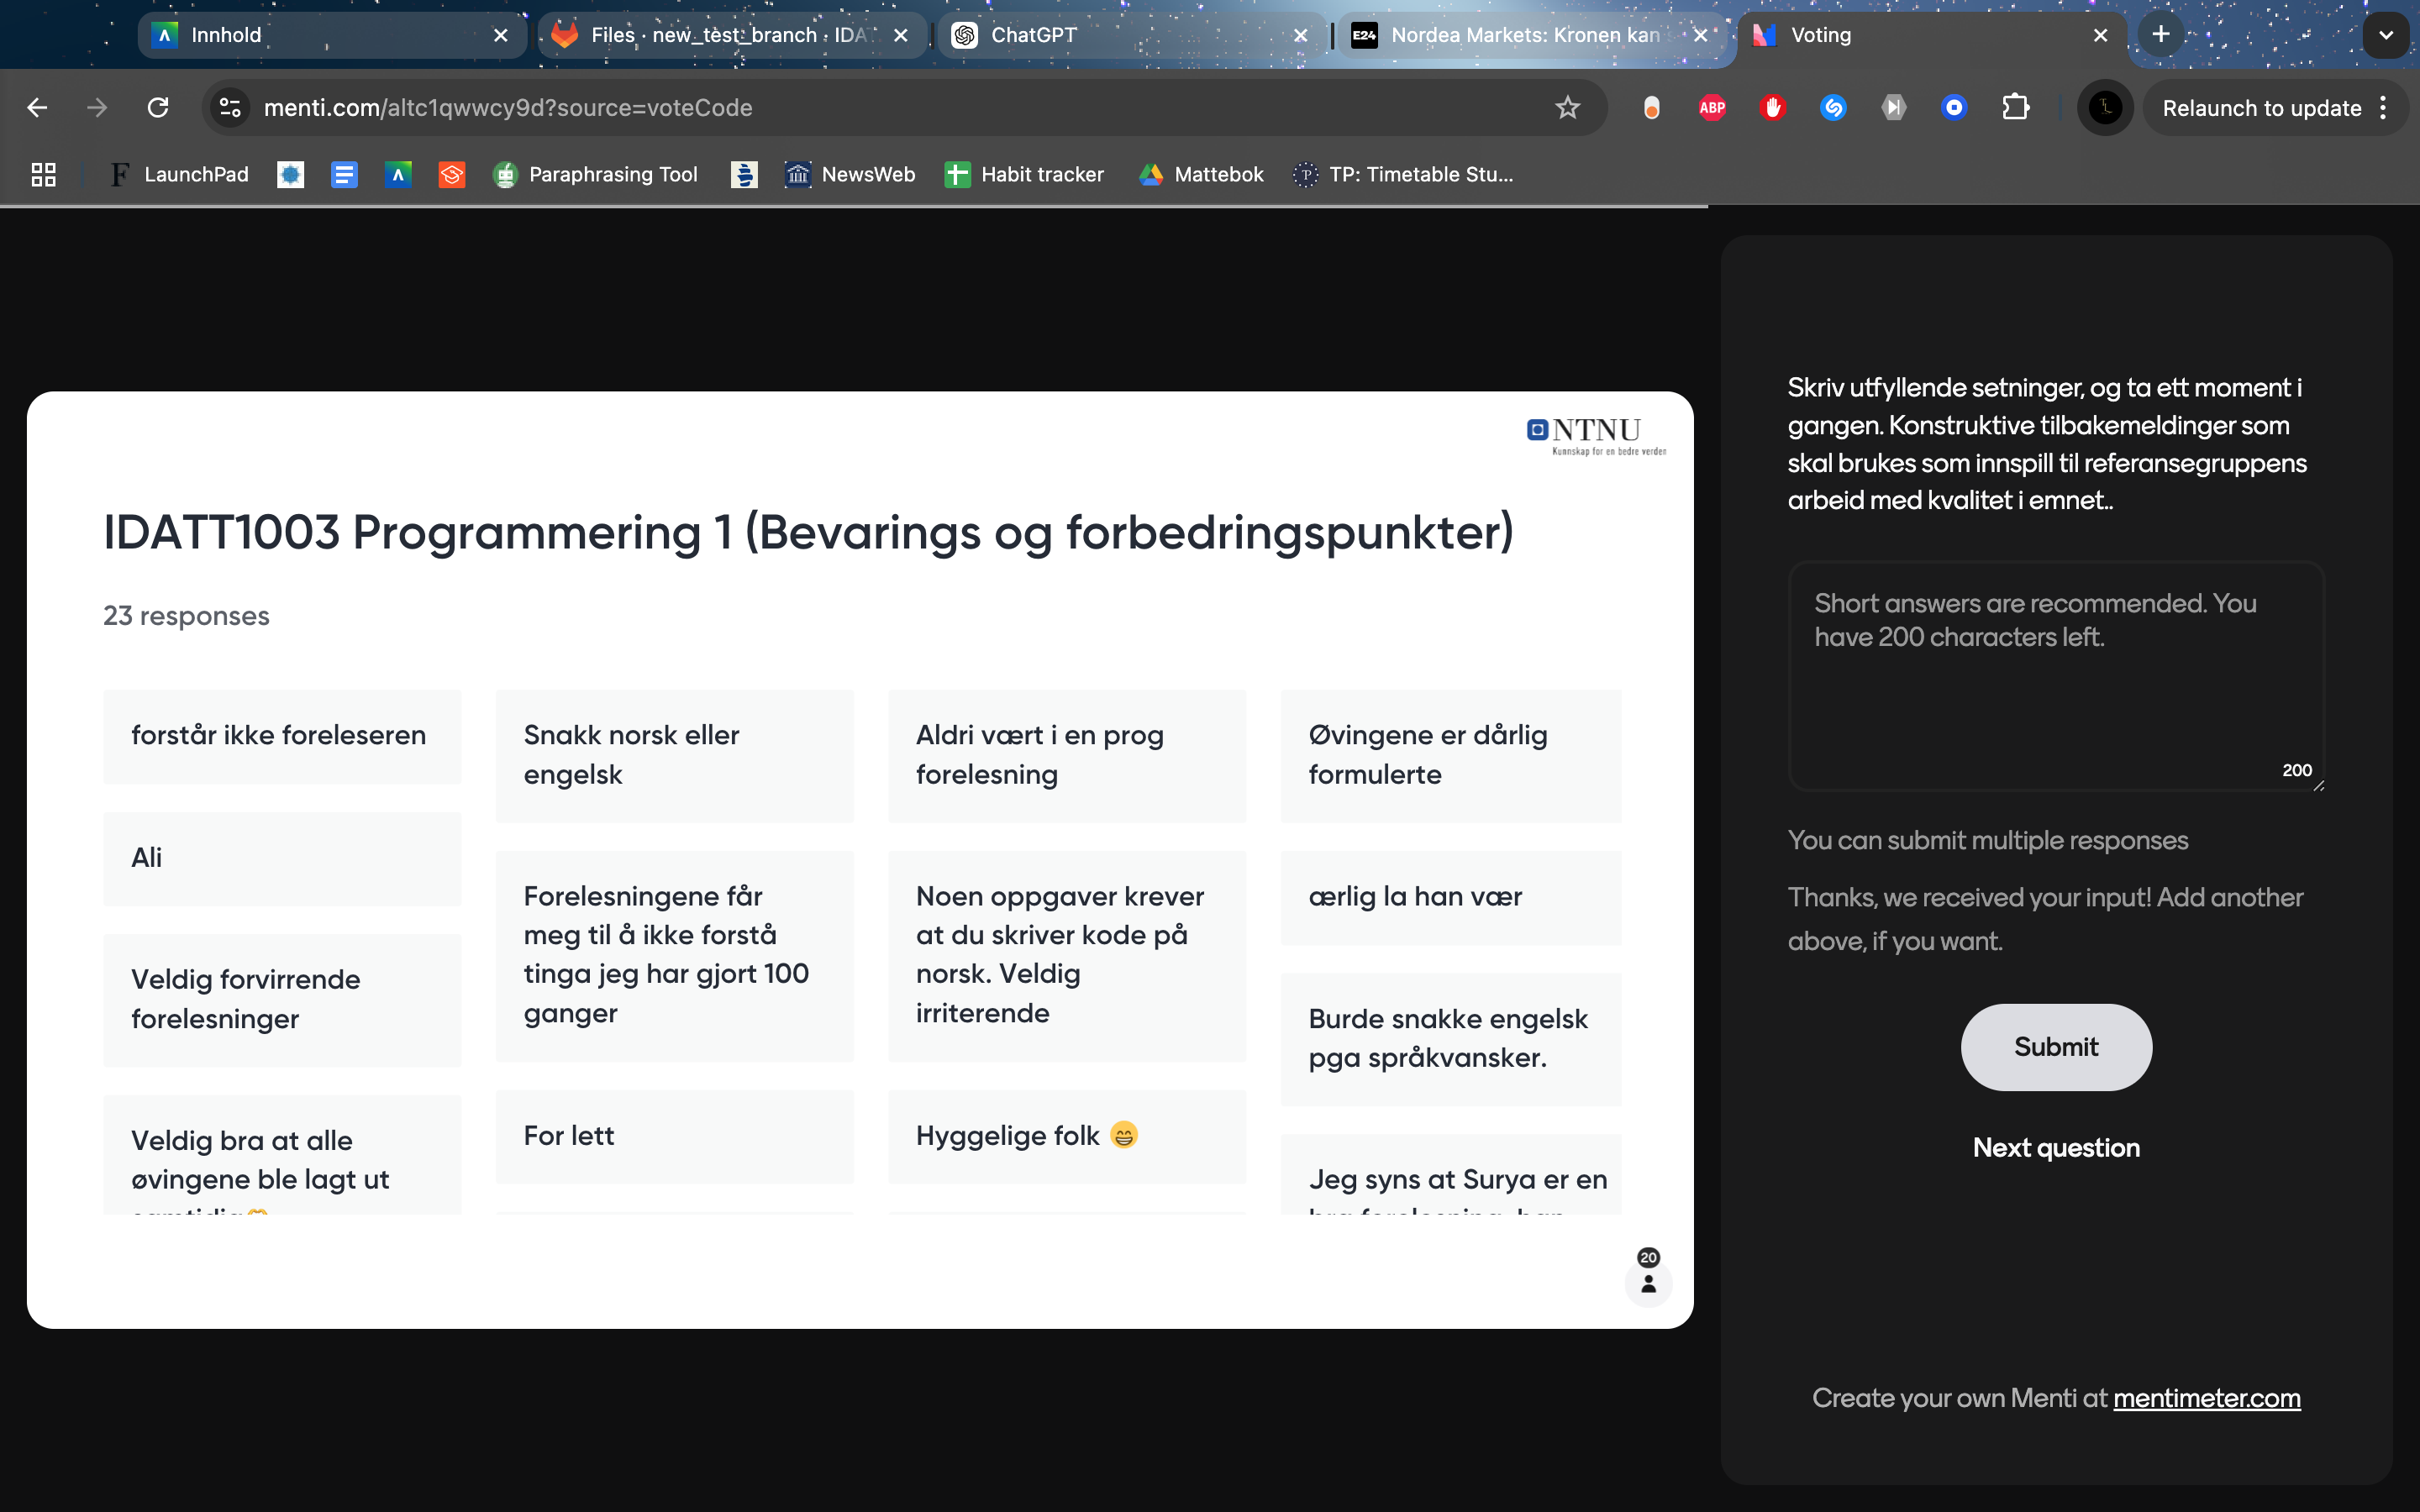 Innhold
Files · new_test_branch · IDA
ChatGPT
E24 Nordea Markets: Kronen kan
Voting
menti.com/altc1qwwcy9d?source=voteCode
ABP
Relaunch to update
F LaunchPad
Paraphrasing Tool
NewsWeb
Habit tracker
Mattebok
TP: Timetable Stu...
NTNU
Kunnskap for en bedre verden
IDATT1003 Programmering 1 (Bevarings og forbedringspunkter)
23 responses
forstår ikke foreleseren
Ali
Veldig forvirrende
forelesninger
Veldig bra at alle
øvingene ble lagt ut
samtidig🫶
Snakk norsk eller
engelsk
Forelesningene får
meg til å ikke forstå
tinga jeg har gjort 100
ganger
For lett
Aldri vært i en prog
forelesning
Noen oppgaver krever
at du skriver kode på
norsk. Veldig
irriterende
Hyggelige folk 😁
Øvingene er dårlig
formulerte
ærlig la han vær
Burde snakke engelsk
pga språkvansker.
Jeg syns at Surya er en
20
Skriv utfyllende setninger, og ta ett moment i
gangen. Konstruktive tilbakemeldinger som
skal brukes som innspill til referansegruppens
arbeid med kvalitet i emnet..
Short answers are recommended. You
have 200 characters left.
200
You can submit multiple responses
Thanks, we received your input! Add another
above, if you want.
Submit
Next question
Create your own Menti at mentimeter.com